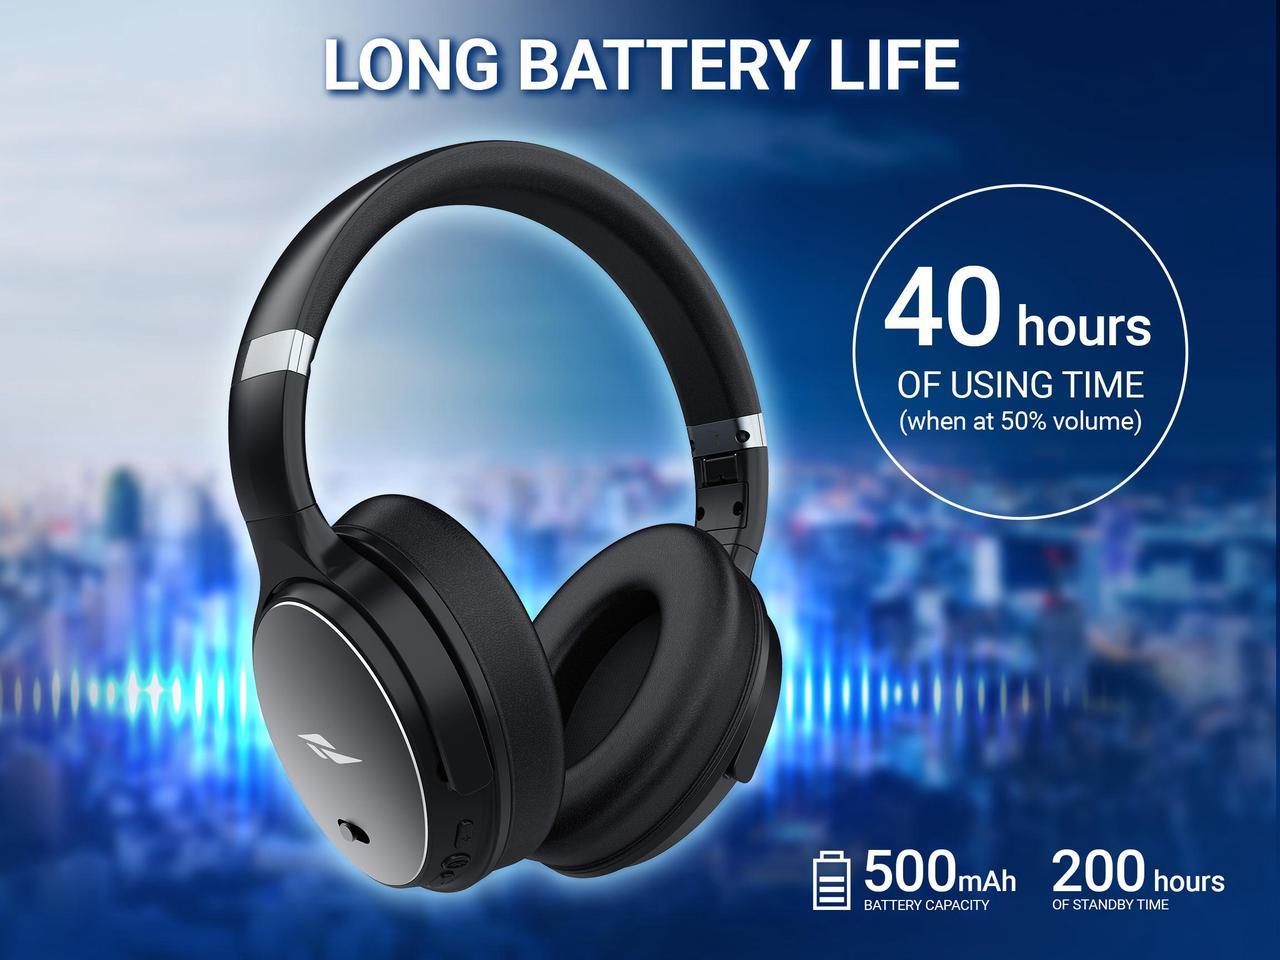 LONG BATTERY LIFE
40 hours
OF USING TIME
(when at 50% volume)
500mAh
BATTERY CAPACITY
200 hours
OF STANDBY TIME